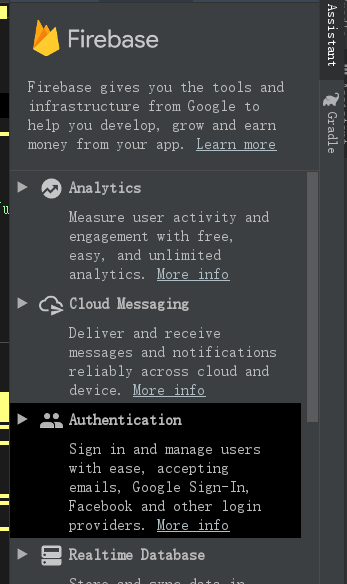 Firebase
Firebase gives you the tools and
infrastructure from Google to
help you develop, grow and earn
money from your app. Learn more
Analytics
Measure user activity and
engagement with free,
easy, and unlimited
analytics. More info
Cloud Messaging
Deliver and receive
messages and notifications
reliably across cloud and
device. More info
Authentication
Sign in and manage users
with ease, accepting
emails, Google Sign-In,
Facebook and other login
providers. More info
Realtime Database
Store and sync data in
Assistant
Gradle